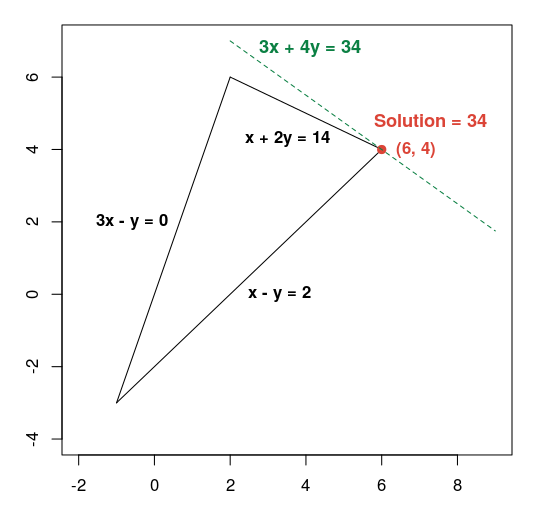 3x + 4y = 34
6
Solution = 34
x + 2y = 14
4
(6, 4)
3x - y = 0
2
x - y = 2
0
-2
-4
-2 0 2 4 6 8